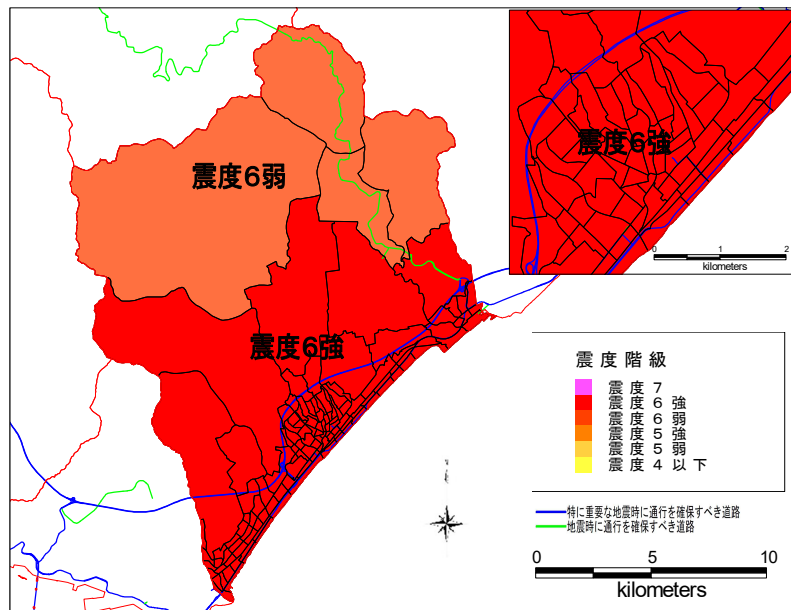 震度6弱
震度6強
震度6強
0 1 2
kilometers
震度階級
震度7
震度6強
震度6弱
震度5強
震度5弱
震度4以下
特に重要な地震時に通行を確保すべき道路
地震時に通行を確保すべき道路
0 5 10
kilometers